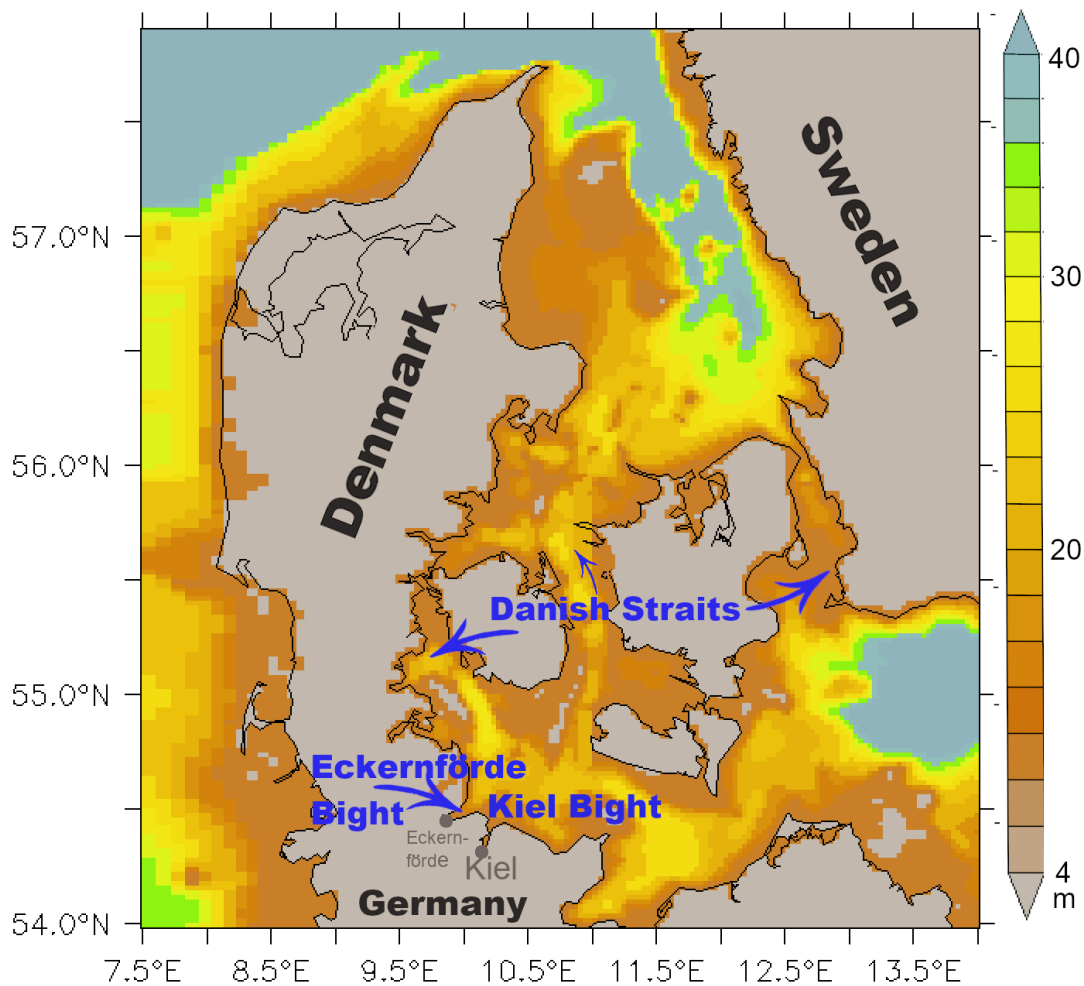 Sweden
Denmark
Danish Straits
Eckernförde
Bight
Kiel Bight
Eckern-
förde
Kiel
Germany
57.0°N
56.0°N
55.0°N
54.0°N
7.5°E 8.5°E 9.5°E 10.5°E 11.5°E 12.5°E 13.5°E
40
30
20
4
m